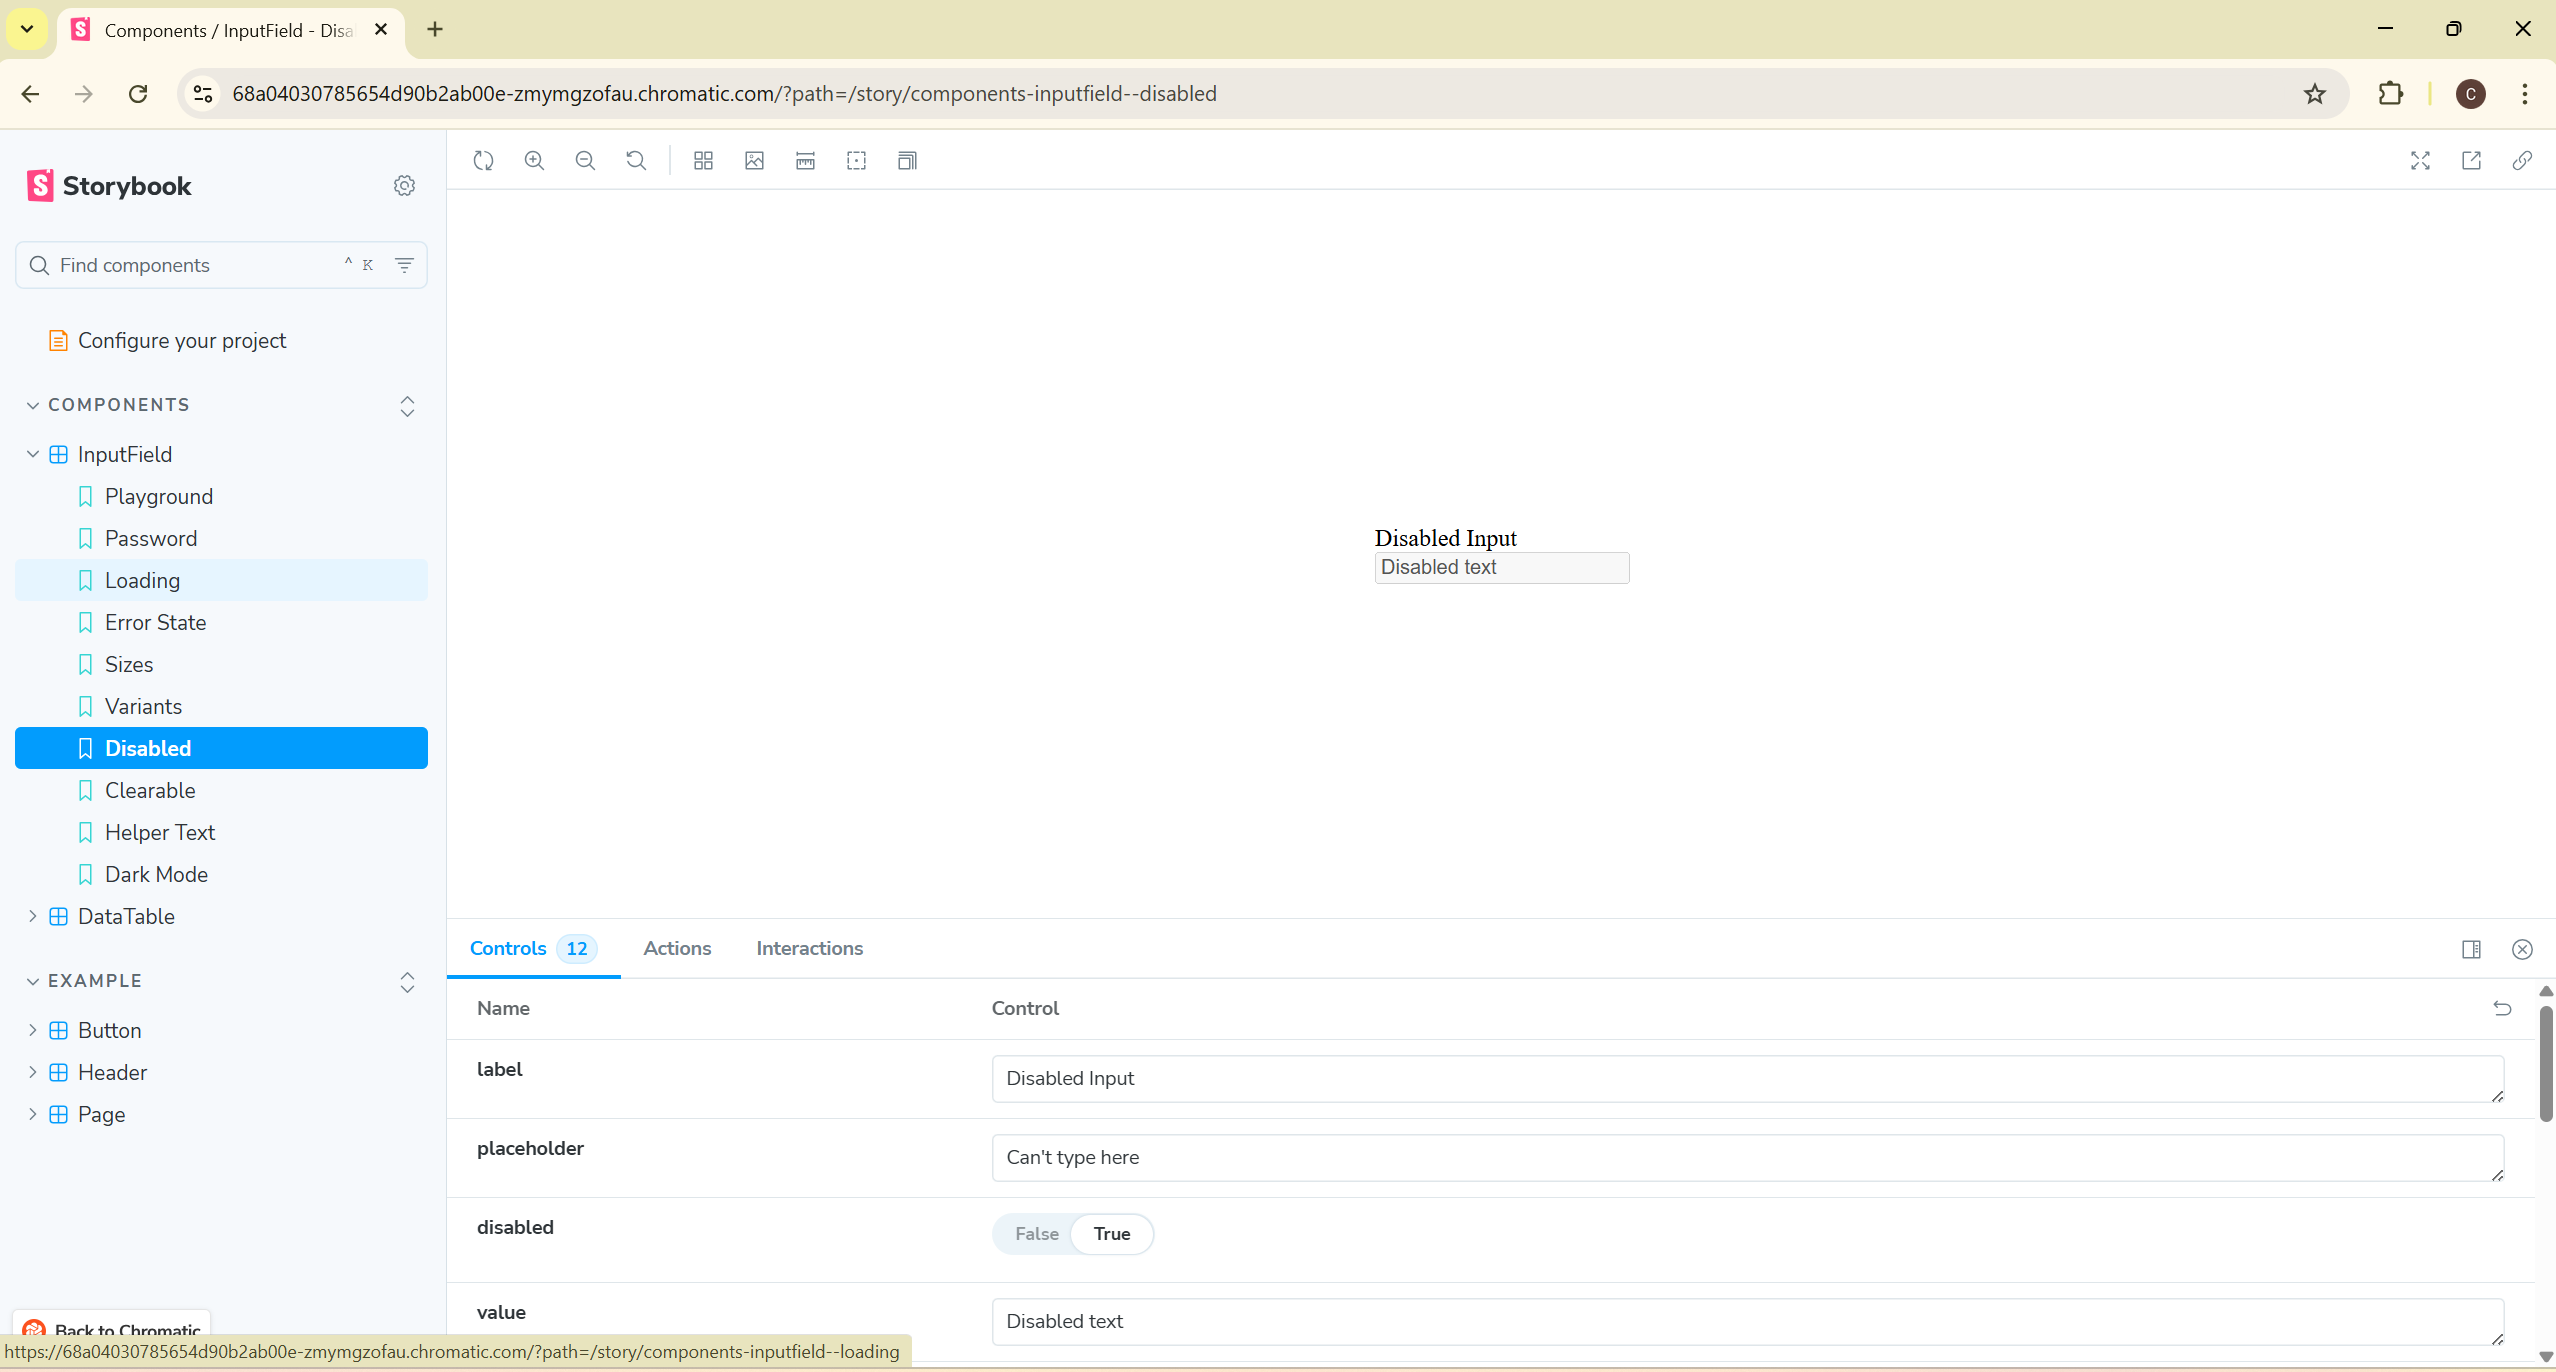 Components / InputField - Disa
68a04030785654d90b2ab00e-zmymgzofau.chromatic.com/?path=/story/components-inputfield--disabled
C
Storybook
Find components
^ K
Configure your project
COMPONENTS
InputField
Playground
Password
Loading
Error State
Sizes
Variants
Disabled
Clearable
Helper Text
Dark Mode
DataTable
EXAMPLE
Button
Header
Page
Back to Chromatic
https://68a04030785654d90b2ab00e-zmymgzofau.chromatic.com/?path=/story/components-inputfield--loading
Disabled Input
Disabled text
Controls 12 Actions Interactions
Name Control
label Disabled Input
placeholder Can't type here
disabled False True
value Disabled text